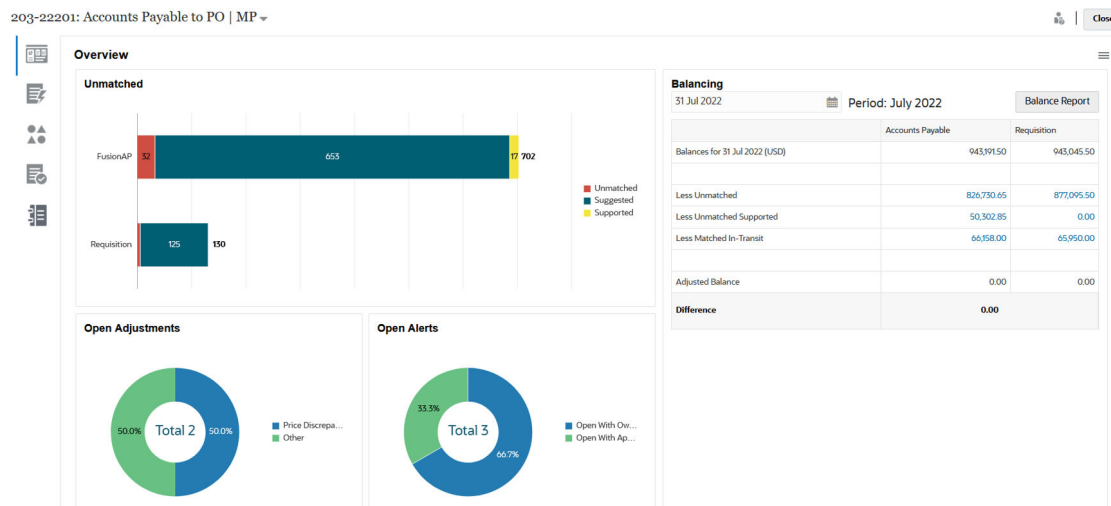 203-22201: Accounts Payable to PO | MP
Close
Overview
Unmatched
FusionAP 32 653 17 702
Requisition 125 130
Unmatched
Suggested
Supported
Balancing
31 Jul 2022 Period: July 2022 Balance Report
Accounts Payable Requisition
Balances for 31 Jul 2022 (USD) 943,191.50 943,045.50
Less Unmatched 826,730.65 877,095.50
Less Unmatched Supported 50,302.85 0.00
Less Matched In-Transit 66,158.00 65,950.00
Adjusted Balance 0.00 0.00
Difference 0.00
Open Adjustments
50.0% Total 2 50.0%
Price Discrepa...
Other
Open Alerts
33.3%
Total 3
66.7%
Open With Ow...
Open With Ap...